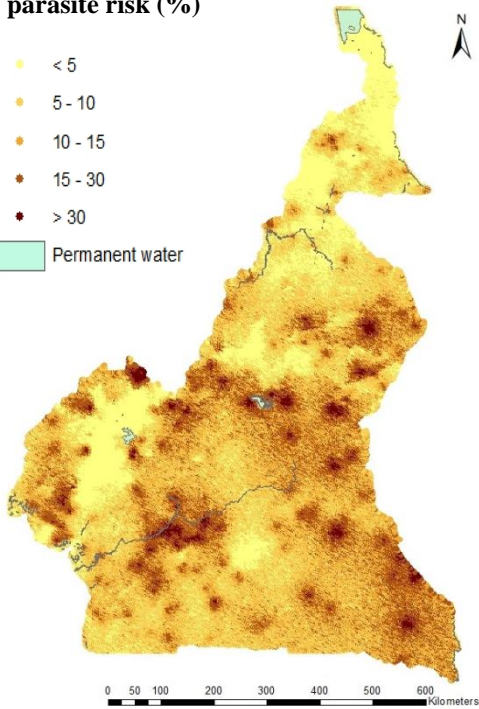 parasite risk (%)
N
< 5
5 - 10
10 - 15
15 - 30
> 30
Permanent water
0 50 100 200 300 400 500 600
Kilometers